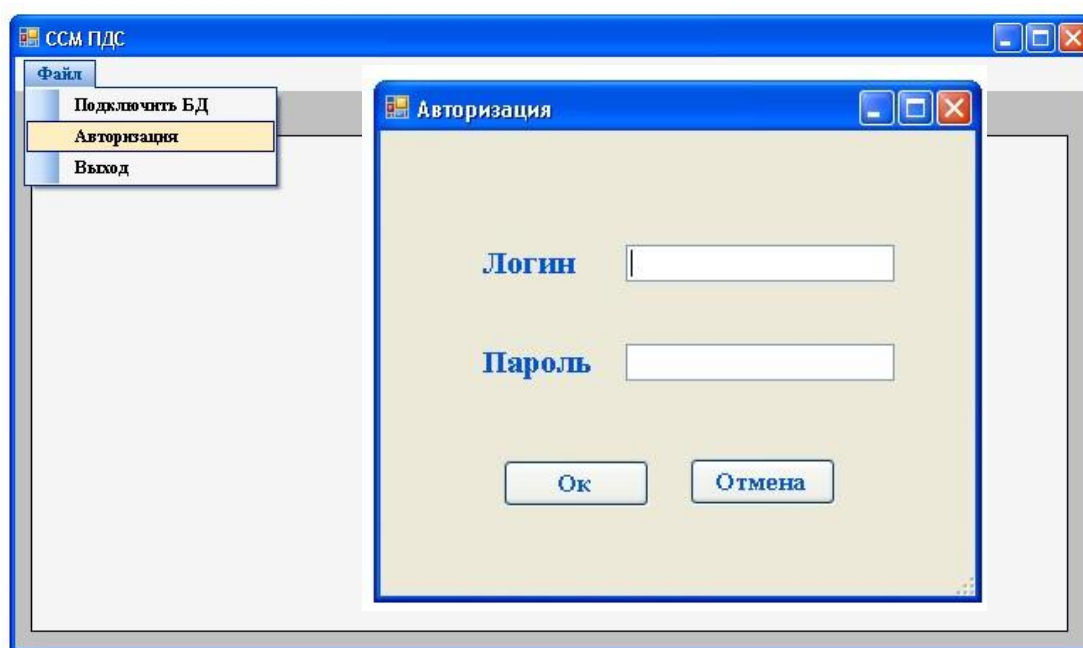 ССМ ПДС
Файл
Подключить БД
Авторизация
Выход
Авторизация
Логин
Пароль
Ок
Отмена